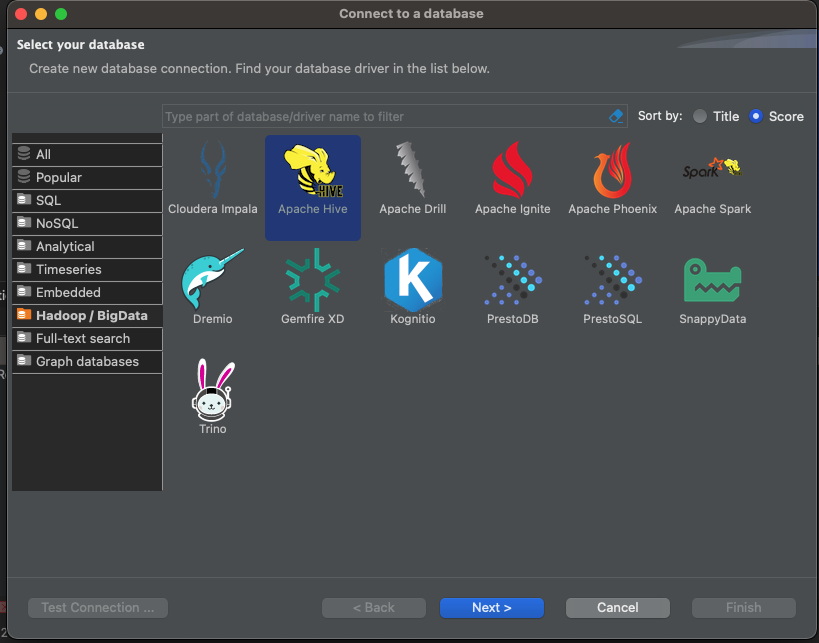 Connect to a database
Select your database
Create new database connection. Find your database driver in the list below.
Type part of database/driver name to filter
Sort by: Title Score
All
Popular
SQL
NoSQL
Analytical
Timeseries
Embedded
Hadoop / BigData
Full-text search
Graph databases
HIVE
Spark
Cloudera Impala Apache Hive Apache Drill Apache Ignite Apache Phoenix Apache Spark
K
Dremio Gemfire XD Kognitio PrestoDB PrestoSQL SnappyData
Trino
Test Connection ... < Back Next > Cancel Finish